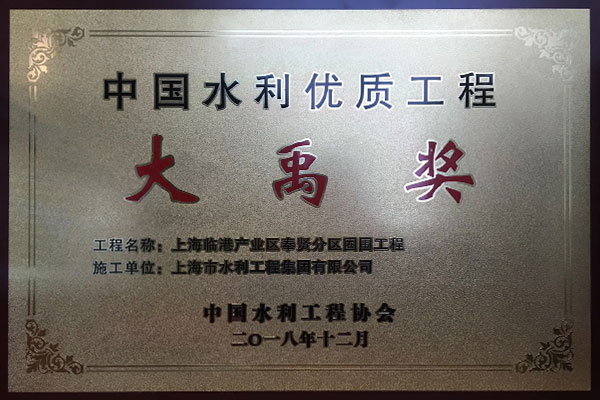 中国水利优质工程
大禹奖
工程名称：上海临港产业区奉贤分区围垦工程
施工单位：上海市水利工程集团有限公司
中国水利工程协会
二〇一八年十二月